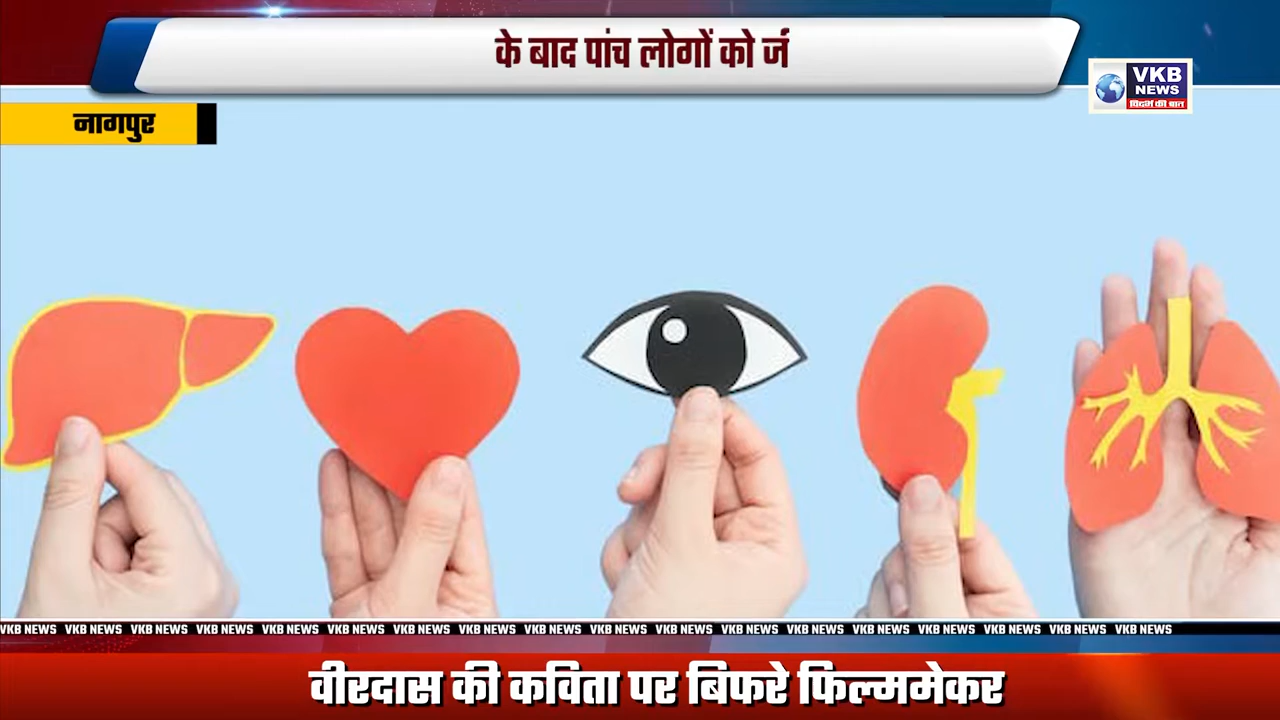 के बाद पांच लोगों को र्ज
VKB
NEWS
विदर्भ की बात
नागपुर
VKB NEWS VKB NEWS VKB NEWS VKB NEWS VKB NEWS VKB NEWS VKB NEWS VKB NEWS VKB NEWS VKB NEWS VKB NEWS VKB NEWS VKB NEWS VKB NEWS VKB NEWS VKB NEWS VKB NEWS VKB NEWS
वीरदास की कविता पर बिफरे फिल्ममेकर